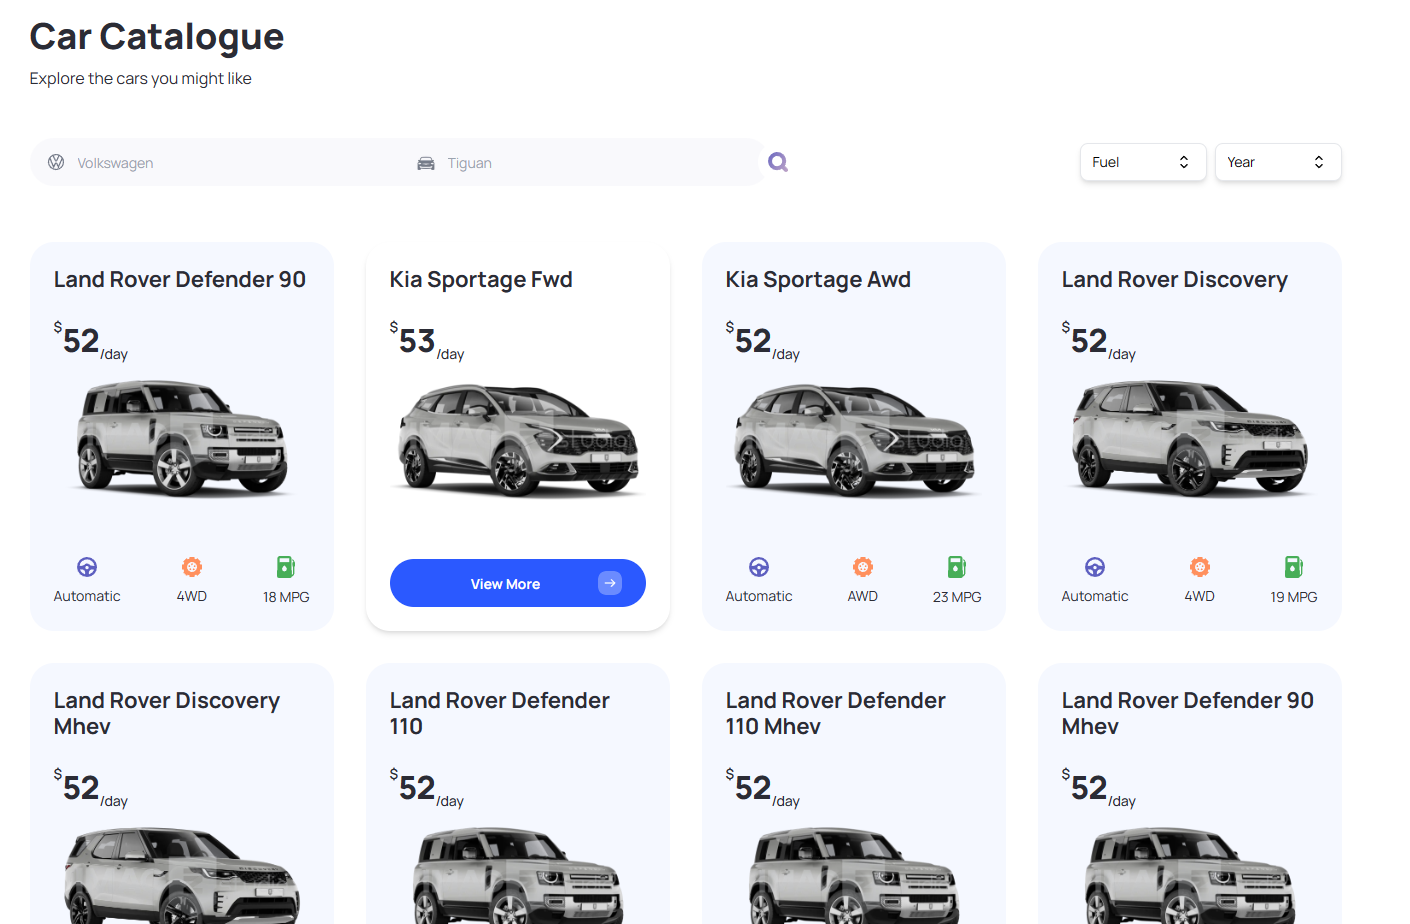 Car Catalogue
Explore the cars you might like
Volkswagen
Tiguan
Fuel
Year
Land Rover Defender 90
$52/day
Automatic
4WD
18 MPG
Kia Sportage Fwd
$53/day
View More
Kia Sportage Awd
$52/day
Automatic
AWD
23 MPG
Land Rover Discovery
$52/day
Automatic
4WD
19 MPG
Land Rover Discovery
Mhev
$52/day
Land Rover Defender
110
$52/day
Land Rover Defender
110 Mhev
$52/day
Land Rover Defender 90
Mhev
$52/day